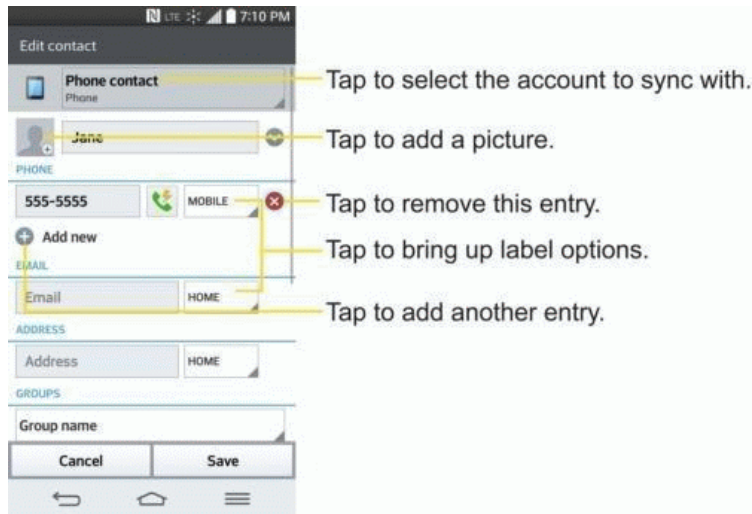 LTE 7:10 PM
Edit contact
Phone contact
Phone
Tap to select the account to sync with.
Jane
Tap to add a picture.
PHONE
555-5555 MOBILE
Tap to remove this entry.
Add new
Tap to bring up label options.
EMAIL
Email HOME
Tap to add another entry.
ADDRESS
Address HOME
GROUPS
Group name
Cancel Save